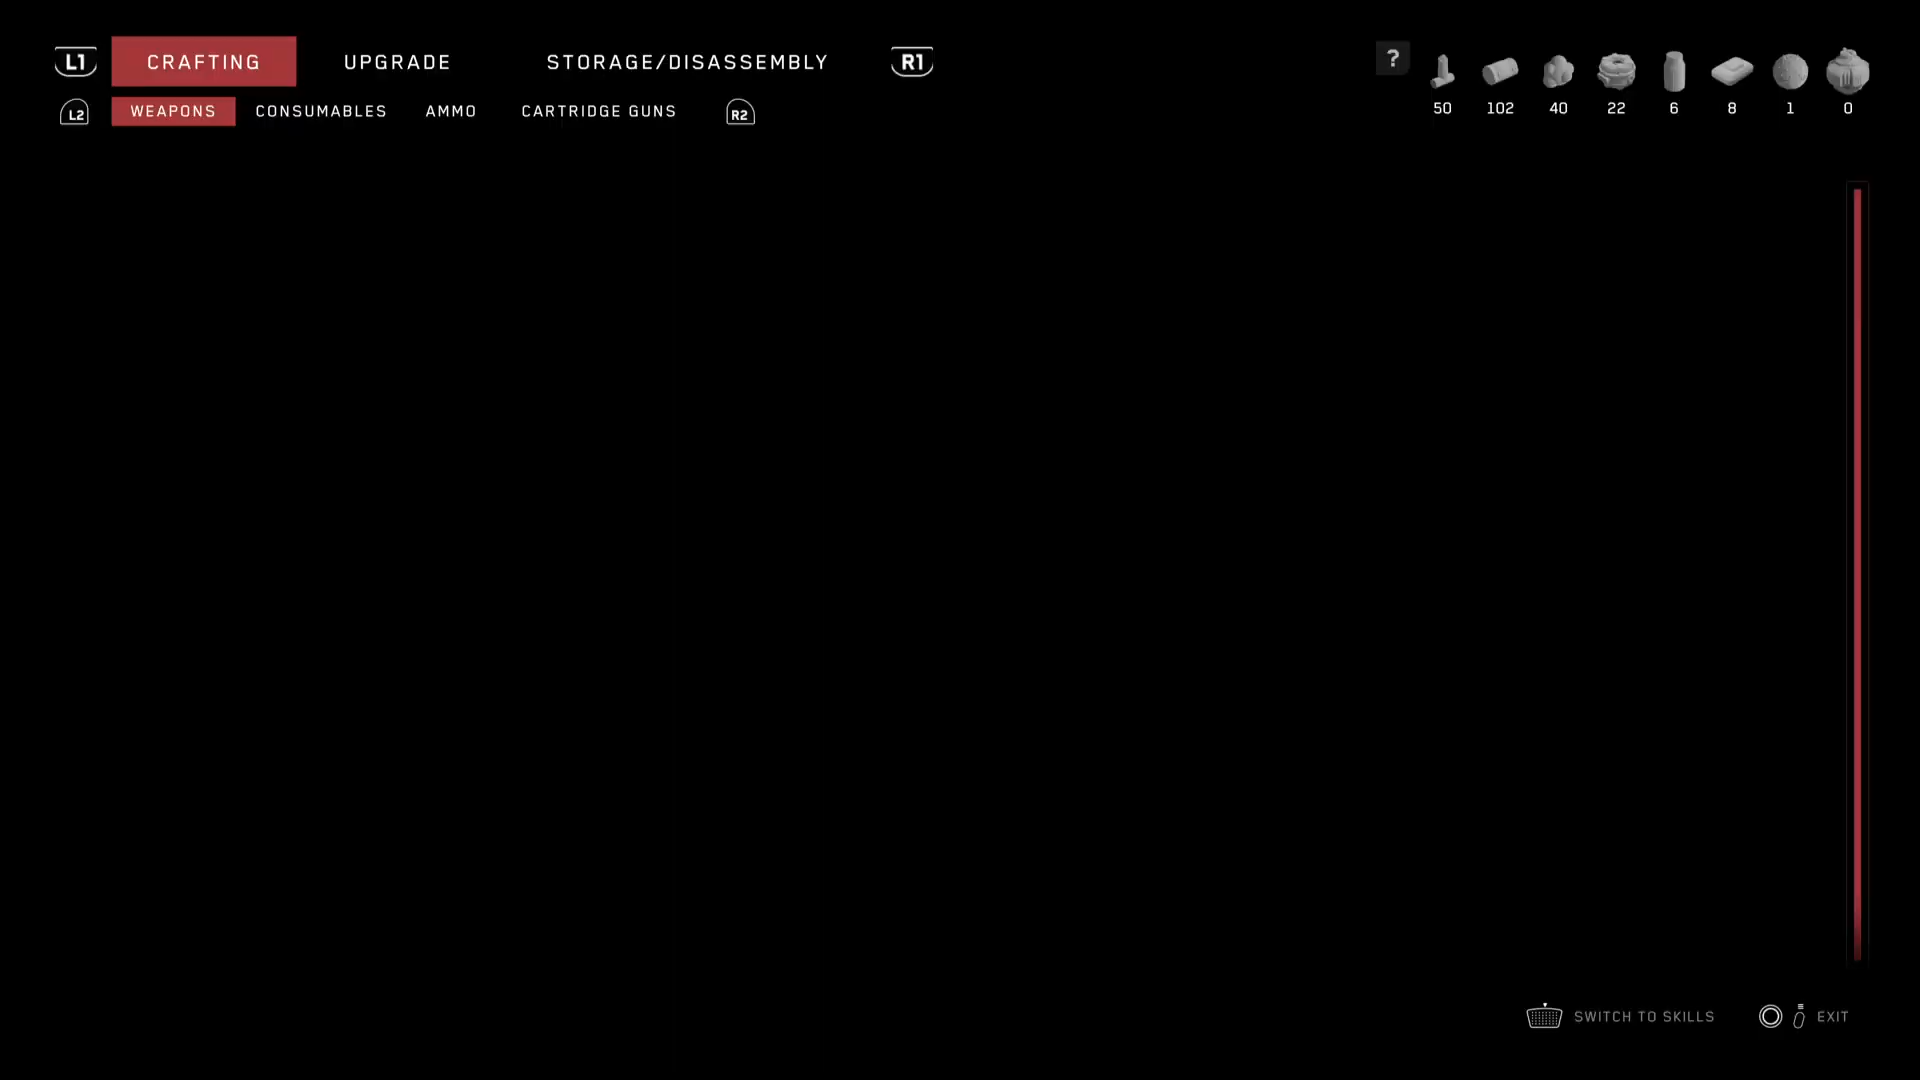 L1 CRAFTING UPGRADE STORAGE/DISASSEMBLY R1 ?
L2 WEAPONS CONSUMABLES AMMO CARTRIDGE GUNS R2
50 102 40 22 6 8 1 0
SWITCH TO SKILLS EXIT